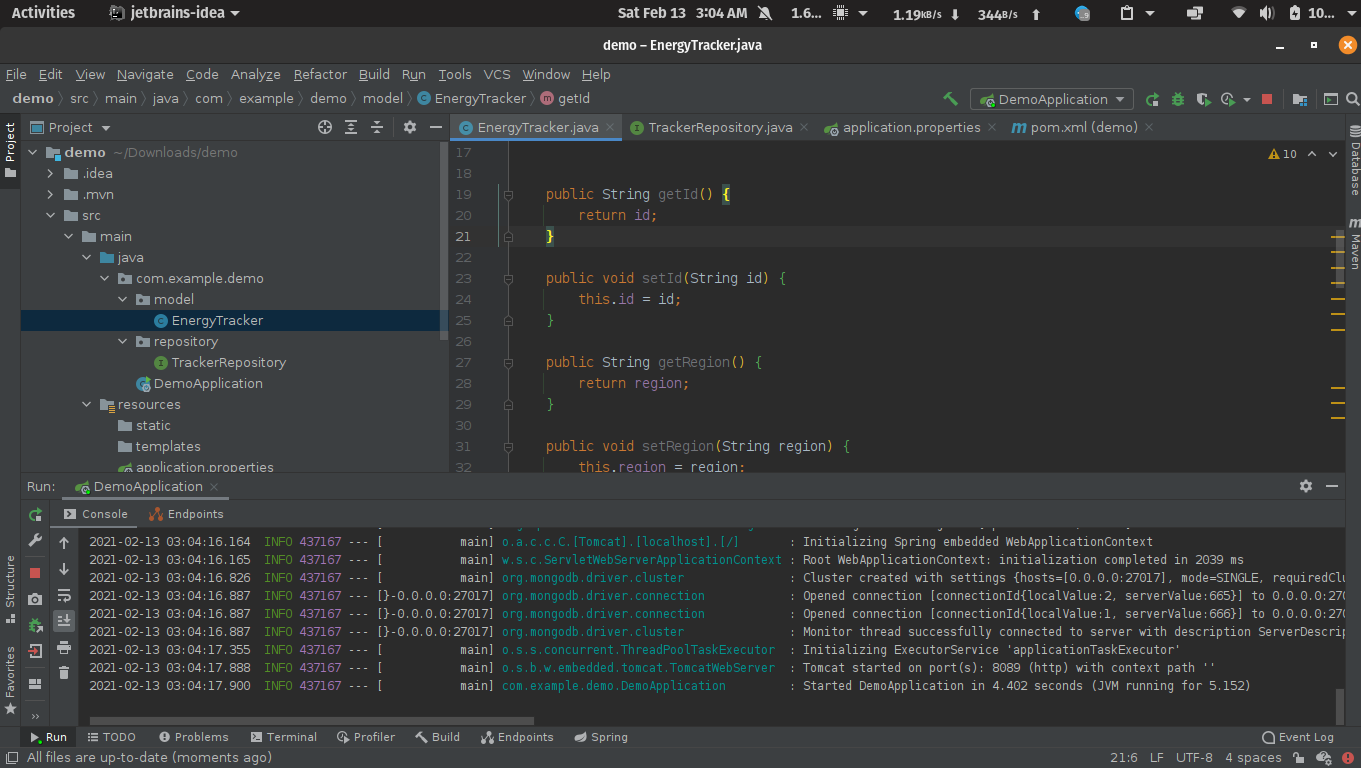 Activities jetbrains-idea Sat Feb 13 3:04 AM 1.6... 1.19kB/s 344B/s 10...
demo – EnergyTracker.java
File Edit View Navigate Code Analyze Refactor Build Run Tools VCS Window Help
demo src main java com example demo model EnergyTracker getId DemoApplication
Project
Project
EnergyTracker.java TrackerRepository.java application.properties pom.xml (demo)
demo ~/Downloads/demo
.idea
.mvn
src
main
java
com.example.demo
model
EnergyTracker
repository
TrackerRepository
DemoApplication
resources
static
templates
application.properties
10
17
18
19 public String getId() {
20 return id;
21 }
22
23 public void setId(String id) {
24 this.id = id;
25 }
26
27 public String getRegion() {
28 return region;
29 }
30
31 public void setRegion(String region) {
32 this.region = region;
Database
Maven
Run: DemoApplication
Console Endpoints
2021-02-13 03:04:16.164 INFO 437167 --- [ main] o.a.c.c.C.[Tomcat].[localhost].[/] : Initializing Spring embedded WebApplicationContext
2021-02-13 03:04:16.165 INFO 437167 --- [ main] w.s.c.ServletWebServerApplicationContext : Root WebApplicationContext: initialization completed in 2039 ms
2021-02-13 03:04:16.826 INFO 437167 --- [ main] org.mongodb.driver.cluster : Cluster created with settings {hosts=[0.0.0.0:27017], mode=SINGLE, requiredClu
2021-02-13 03:04:16.887 INFO 437167 --- [}-0.0.0.0:27017] org.mongodb.driver.connection : Opened connection [connectionId{localValue:2, serverValue:665}] to 0.0.0.0:270
2021-02-13 03:04:16.887 INFO 437167 --- [}-0.0.0.0:27017] org.mongodb.driver.connection : Opened connection [connectionId{localValue:1, serverValue:666}] to 0.0.0.0:270
2021-02-13 03:04:16.887 INFO 437167 --- [}-0.0.0.0:27017] org.mongodb.driver.cluster : Monitor thread successfully connected to server with description ServerDescrip
2021-02-13 03:04:17.355 INFO 437167 --- [ main] o.s.s.concurrent.ThreadPoolTaskExecutor : Initializing ExecutorService 'applicationTaskExecutor'
2021-02-13 03:04:17.888 INFO 437167 --- [ main] o.s.b.w.embedded.tomcat.TomcatWebServer : Tomcat started on port(s): 8089 (http) with context path ''
2021-02-13 03:04:17.900 INFO 437167 --- [ main] com.example.demo.DemoApplication : Started DemoApplication in 4.402 seconds (JVM running for 5.152)
Structure
Favorites
Run TODO Problems Terminal Profiler Build Endpoints Spring Event Log
All files are up-to-date (moments ago) 21:6 LF UTF-8 4 spaces